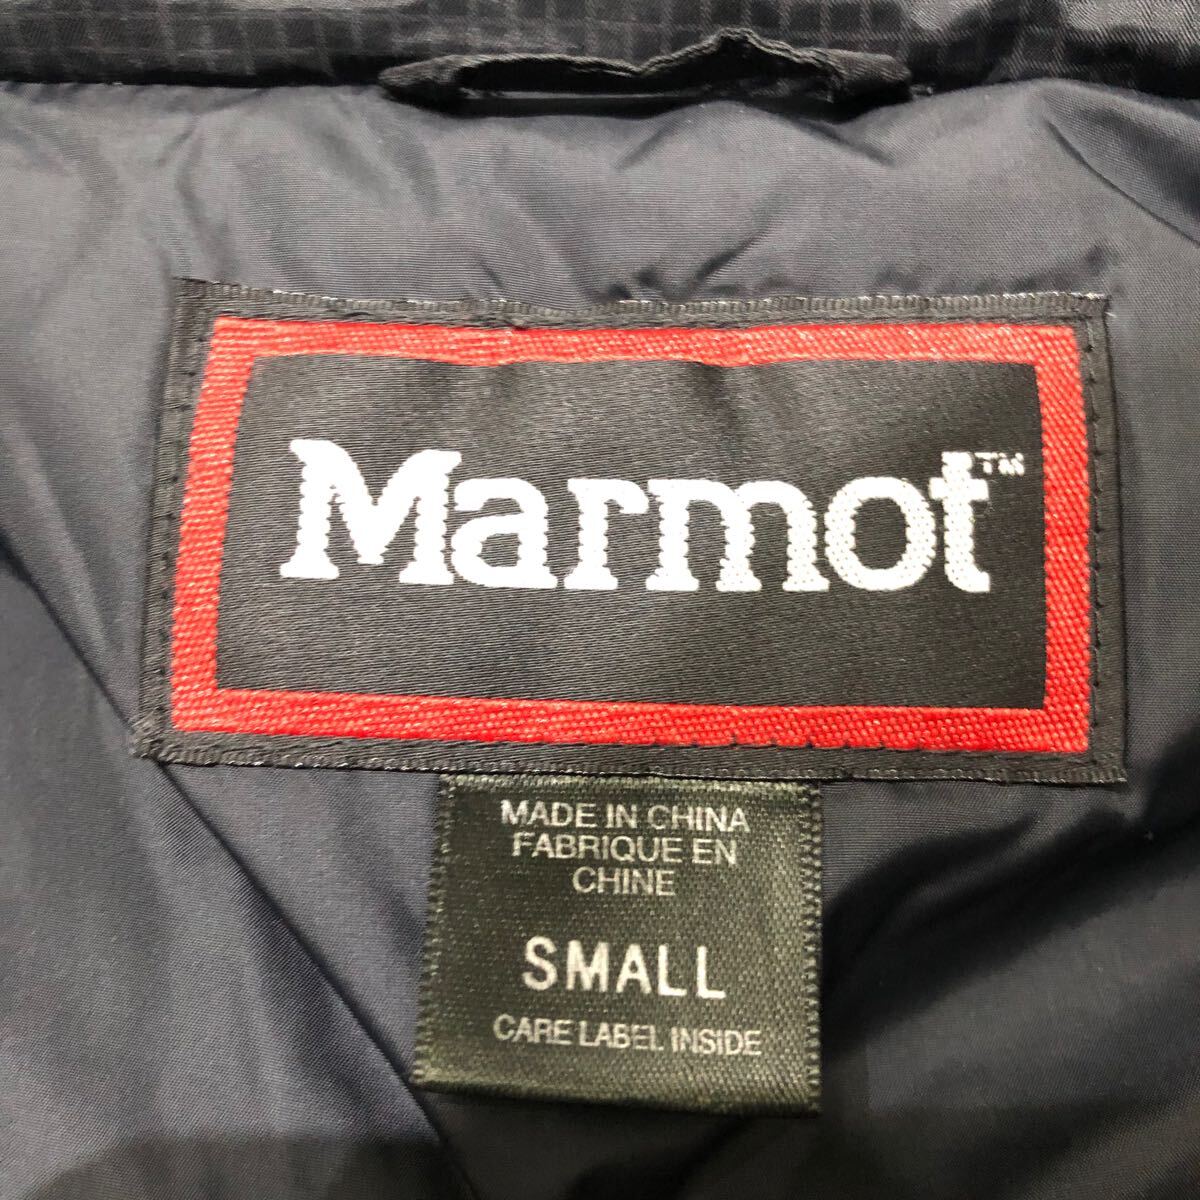 Marmot™
MADE IN CHINA
FABRIQUE EN
CHINE
SMALL
CARE LABEL INSIDE